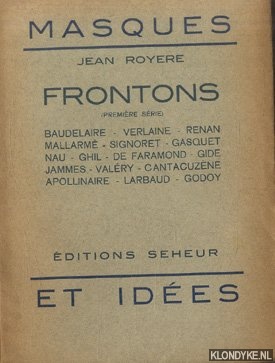 MASQUES
JEAN ROYERE
FRONTONS
(PREMIÈRE SÉRIE)
BAUDELAIRE - VERLAINE - RENAN
MALLARMÉ - SIGNORET - GASQUET
NAU - GHIL - DE FARAMOND - GIDE
JAMMES - VALÉRY - CANTACUZÈNE
APOLLINAIRE - LARBAUD - GODOY
ÉDITIONS SEHEUR
ET IDÉES
KLONDYKE.NL